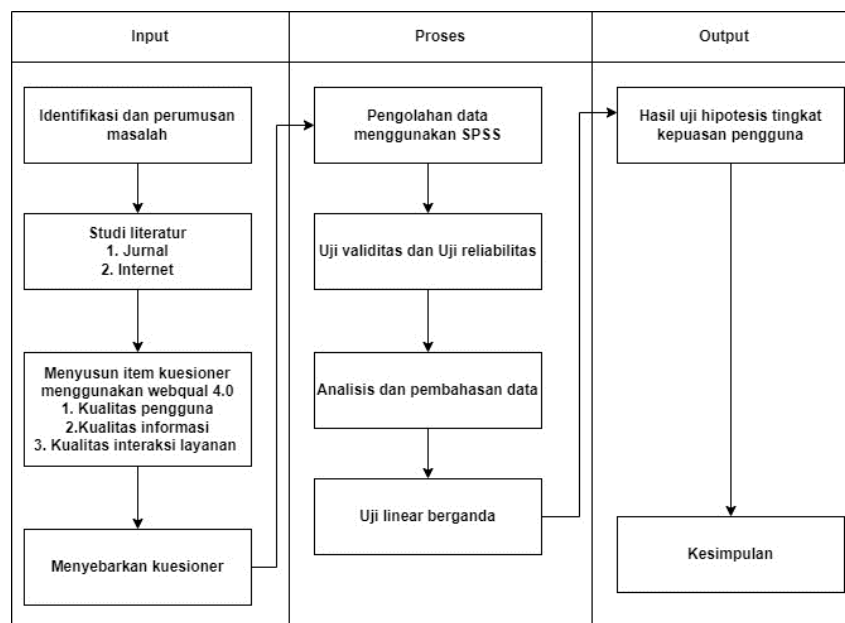 Input
Identifikasi dan perumusan
masalah
Studi literatur
1. Jurnal
2. Internet
Menyusun item kuesioner
menggunakan webqual 4.0
1. Kualitas pengguna
2.Kualitas informasi
3. Kualitas interaksi layanan
Menyebarkan kuesioner
Proses
Pengolahan data
menggunakan SPSS
Uji validitas dan Uji reliabilitas
Analisis dan pembahasan data
Uji linear berganda
Output
Hasil uji hipotesis tingkat
kepuasan pengguna
Kesimpulan